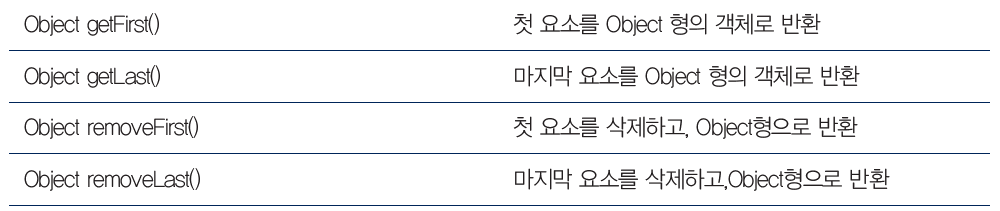 Object getFirst() 첫 요소를 Object 형의 객체로 반환
Object getLast() 마지막 요소를 Object 형의 객체로 반환
Object removeFirst() 첫 요소를 삭제하고, Object형으로 반환
Object removeLast() 마지막 요소를 삭제하고,Object형으로 반환